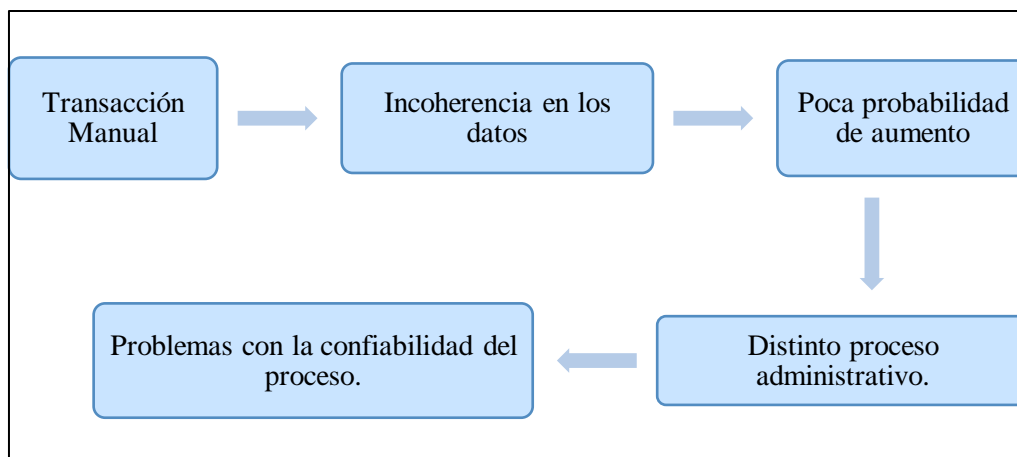 Transacción
Manual
Incoherencia en los
datos
Poca probabilidad
de aumento
Distinto proceso
administrativo.
Problemas con la confiabilidad del
proceso.